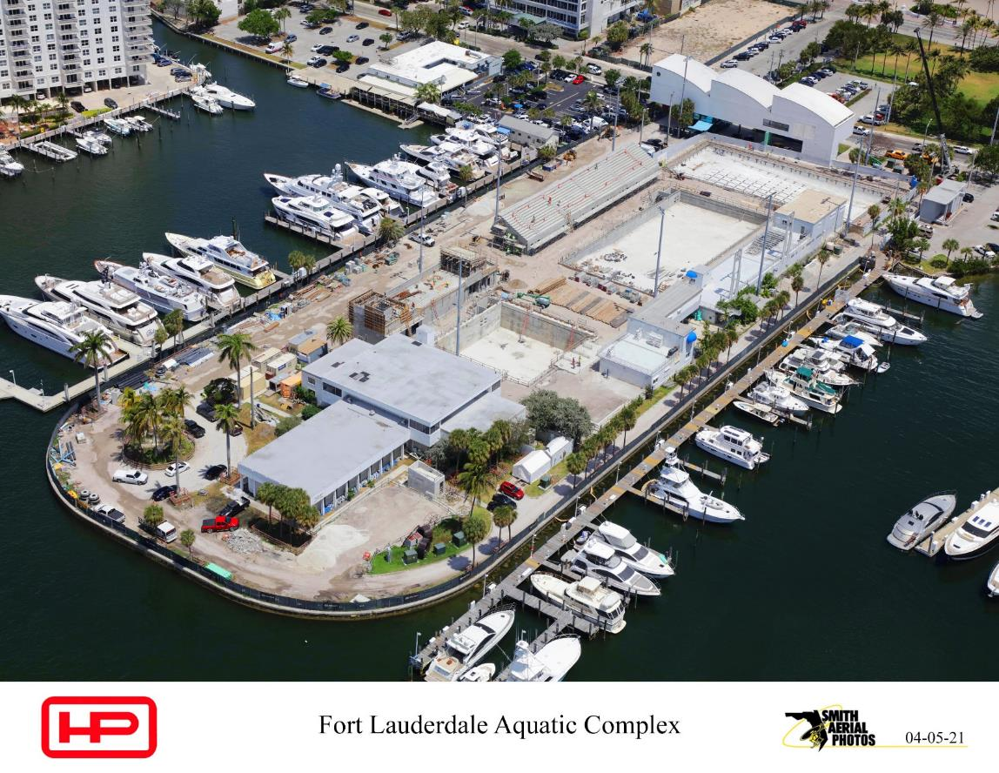 HP
Fort Lauderdale Aquatic Complex
SMITH
AERIAL
PHOTOS
04-05-21